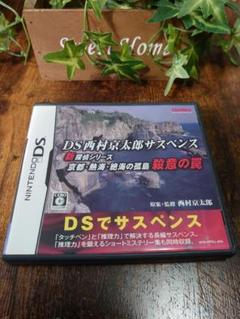 Sweet Home
NINTENDO DS
DS西村京太郎サスペンス
新探偵シリーズ
京都・熱海・絶海の孤島 殺意の罠
原案・監修 西村京太郎
DSでサスペンス
「タッチペン」と「推理力」で解決する長編サスペンス。
「推理力」を鍛えるショートミステリー集も同時収録。